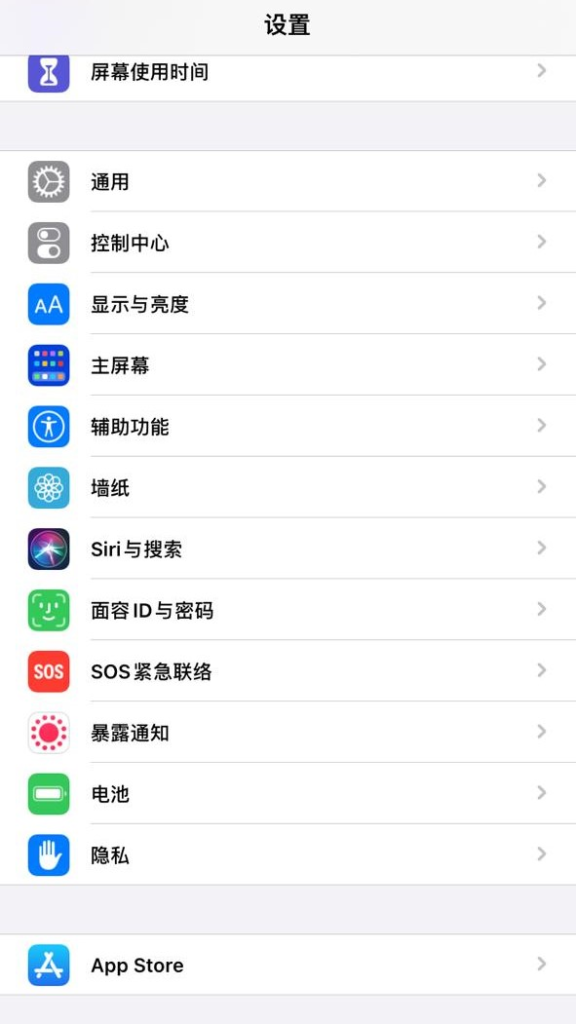 设置
屏幕使用时间
通用
控制中心
AA 显示与亮度
主屏幕
辅助功能
墙纸
Siri与搜索
面容ID与密码
SOS SOS紧急联络
暴露通知
电池
隐私
App Store